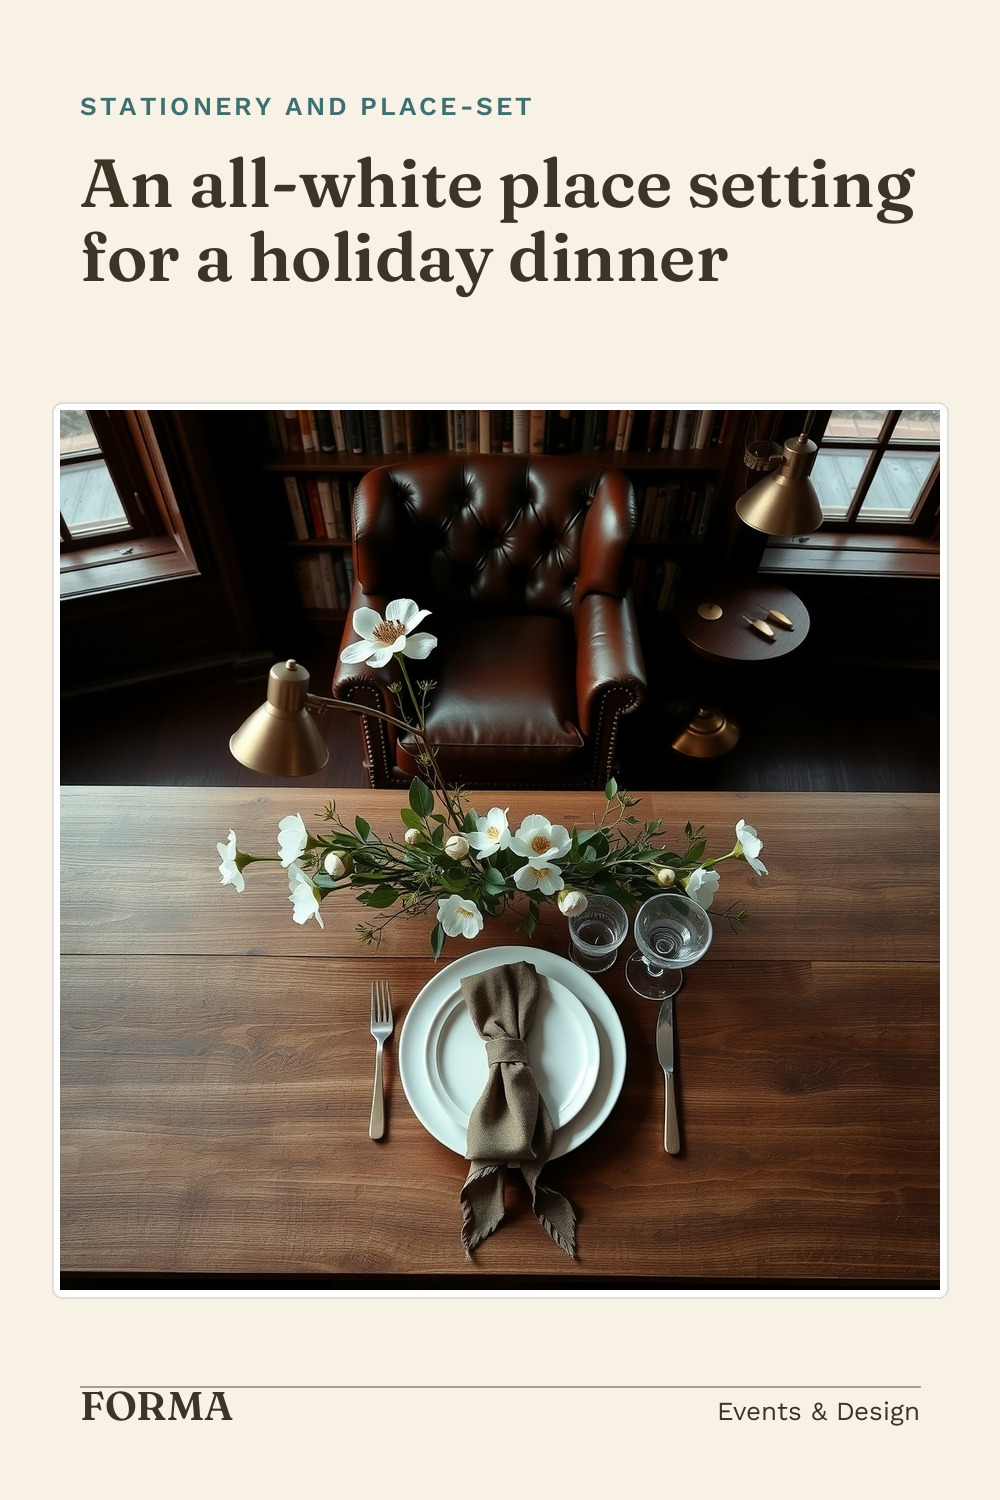 STATIONERY AND PLACE-SET
An all-white place setting
for a holiday dinner
FORMA
Events & Design